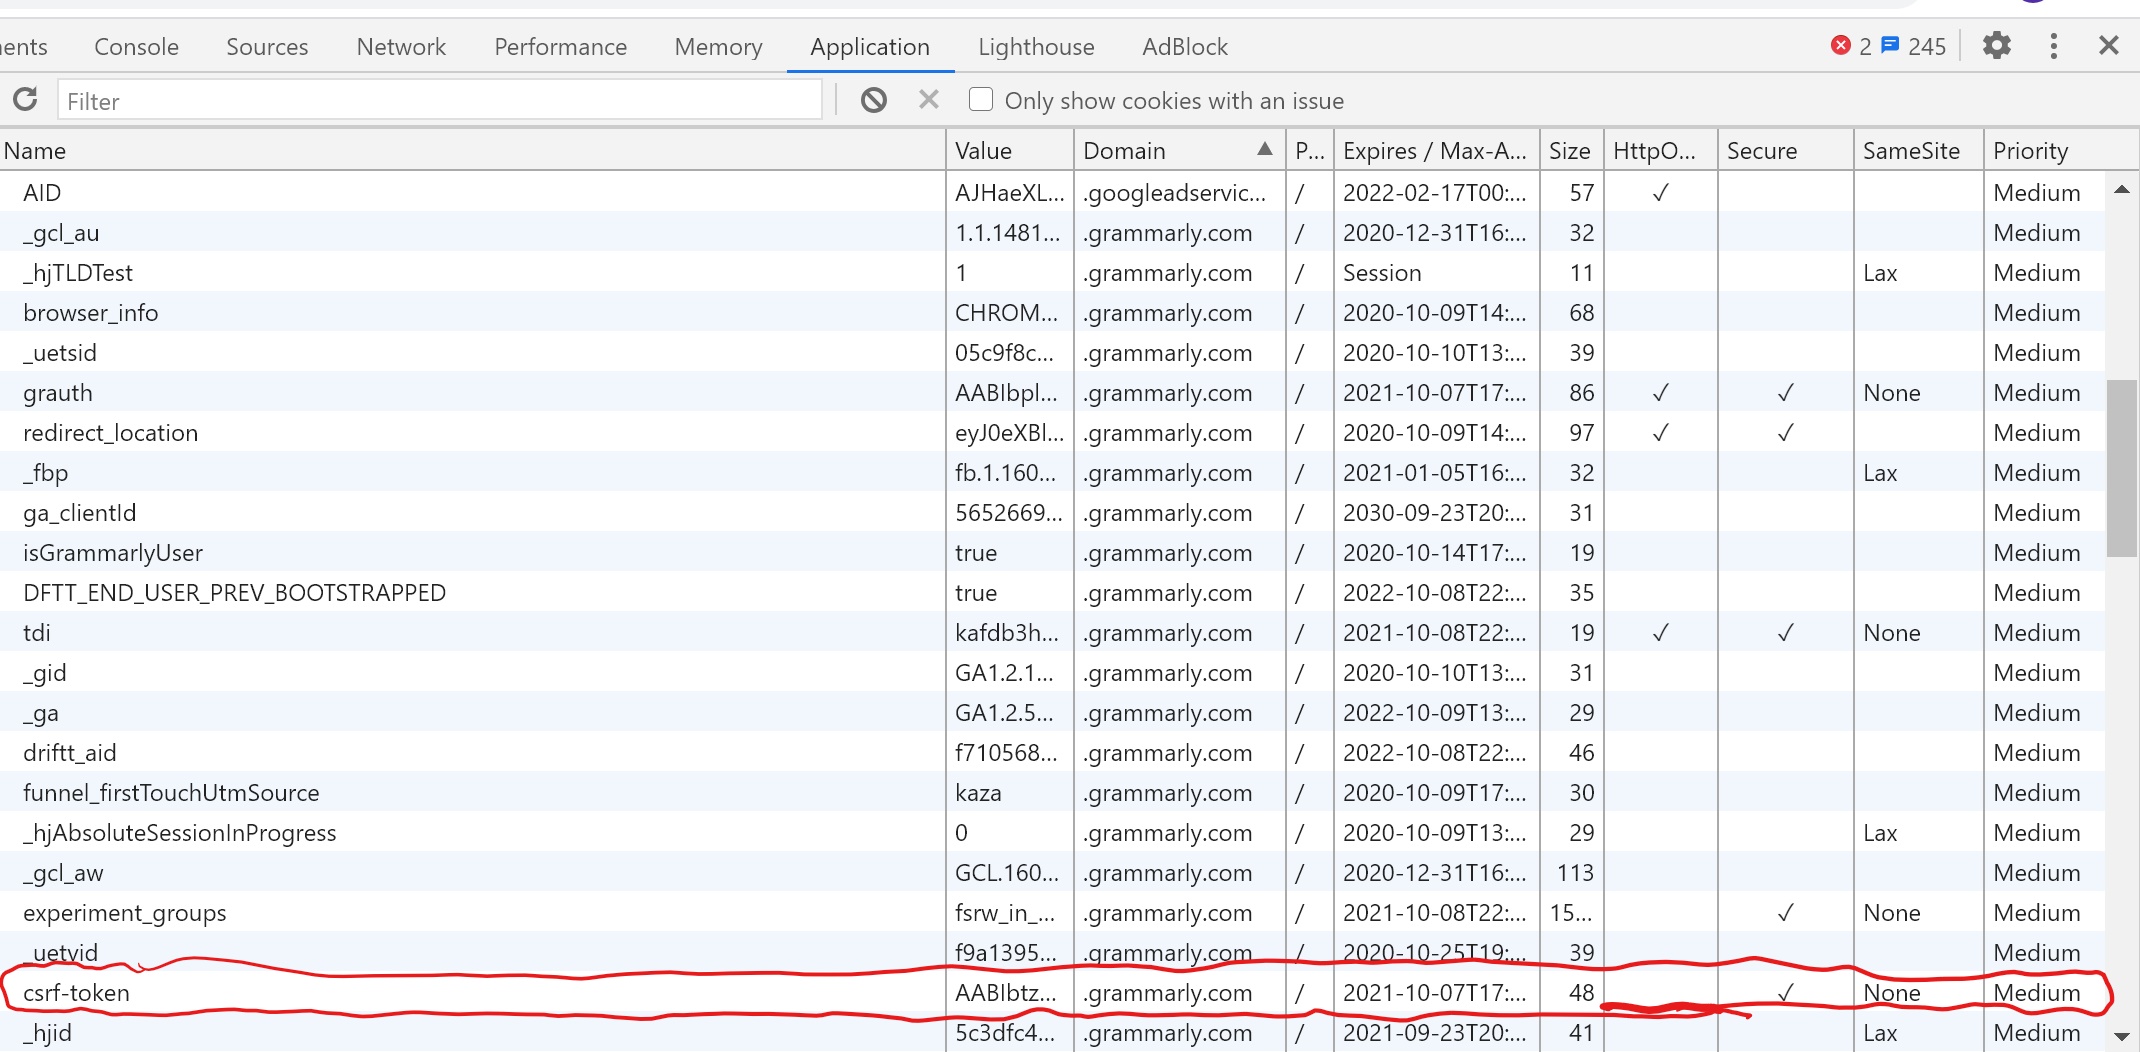 ents Console Sources Network Performance Memory Application Lighthouse AdBlock 2 245
Filter Only show cookies with an issue
Name Value Domain P... Expires / Max-A... Size HttpO... Secure SameSite Priority
AID AJHaeXL... .googleadservic... / 2022-02-17T00:... 57 ✓ Medium
_gcl_au 1.1.1481... .grammarly.com / 2020-12-31T16:... 32 Medium
_hjTLDTest 1 .grammarly.com / Session 11 Lax Medium
browser_info CHROM... .grammarly.com / 2020-10-09T14:... 68 Medium
_uetsid 05c9f8c... .grammarly.com / 2020-10-10T13:... 39 Medium
grauth AABIbpl... .grammarly.com / 2021-10-07T17:... 86 ✓ ✓ None Medium
redirect_location eyJ0eXBl... .grammarly.com / 2020-10-09T14:... 97 ✓ ✓ Medium
_fbp fb.1.160... .grammarly.com / 2021-01-05T16:... 32 Lax Medium
ga_clientId 5652669... .grammarly.com / 2030-09-23T20:... 31 Medium
isGrammarlyUser true .grammarly.com / 2020-10-14T17:... 19 Medium
DFTT_END_USER_PREV_BOOTSTRAPPED true .grammarly.com / 2022-10-08T22:... 35 Medium
tdi kafdb3h... .grammarly.com / 2021-10-08T22:... 19 ✓ ✓ None Medium
_gid GA1.2.1... .grammarly.com / 2020-10-10T13:... 31 Medium
_ga GA1.2.5... .grammarly.com / 2022-10-09T13:... 29 Medium
driftt_aid f710568... .grammarly.com / 2022-10-08T22:... 46 Medium
funnel_firstTouchUtmSource kaza .grammarly.com / 2020-10-09T17:... 30 Medium
_hjAbsoluteSessionInProgress 0 .grammarly.com / 2020-10-09T13:... 29 Lax Medium
_gcl_aw GCL.160... .grammarly.com / 2020-12-31T16:... 113 Medium
experiment_groups fsrw_in_... .grammarly.com / 2021-10-08T22:... 15... ✓ None Medium
_uetvid f9a1395... .grammarly.com / 2020-10-25T19:... 39 Medium
csrf-token AABIbtz... .grammarly.com / 2021-10-07T17:... 48 ✓ None Medium
_hjid 5c3dfc4... .grammarly.com / 2021-09-23T20:... 41 Lax Medium